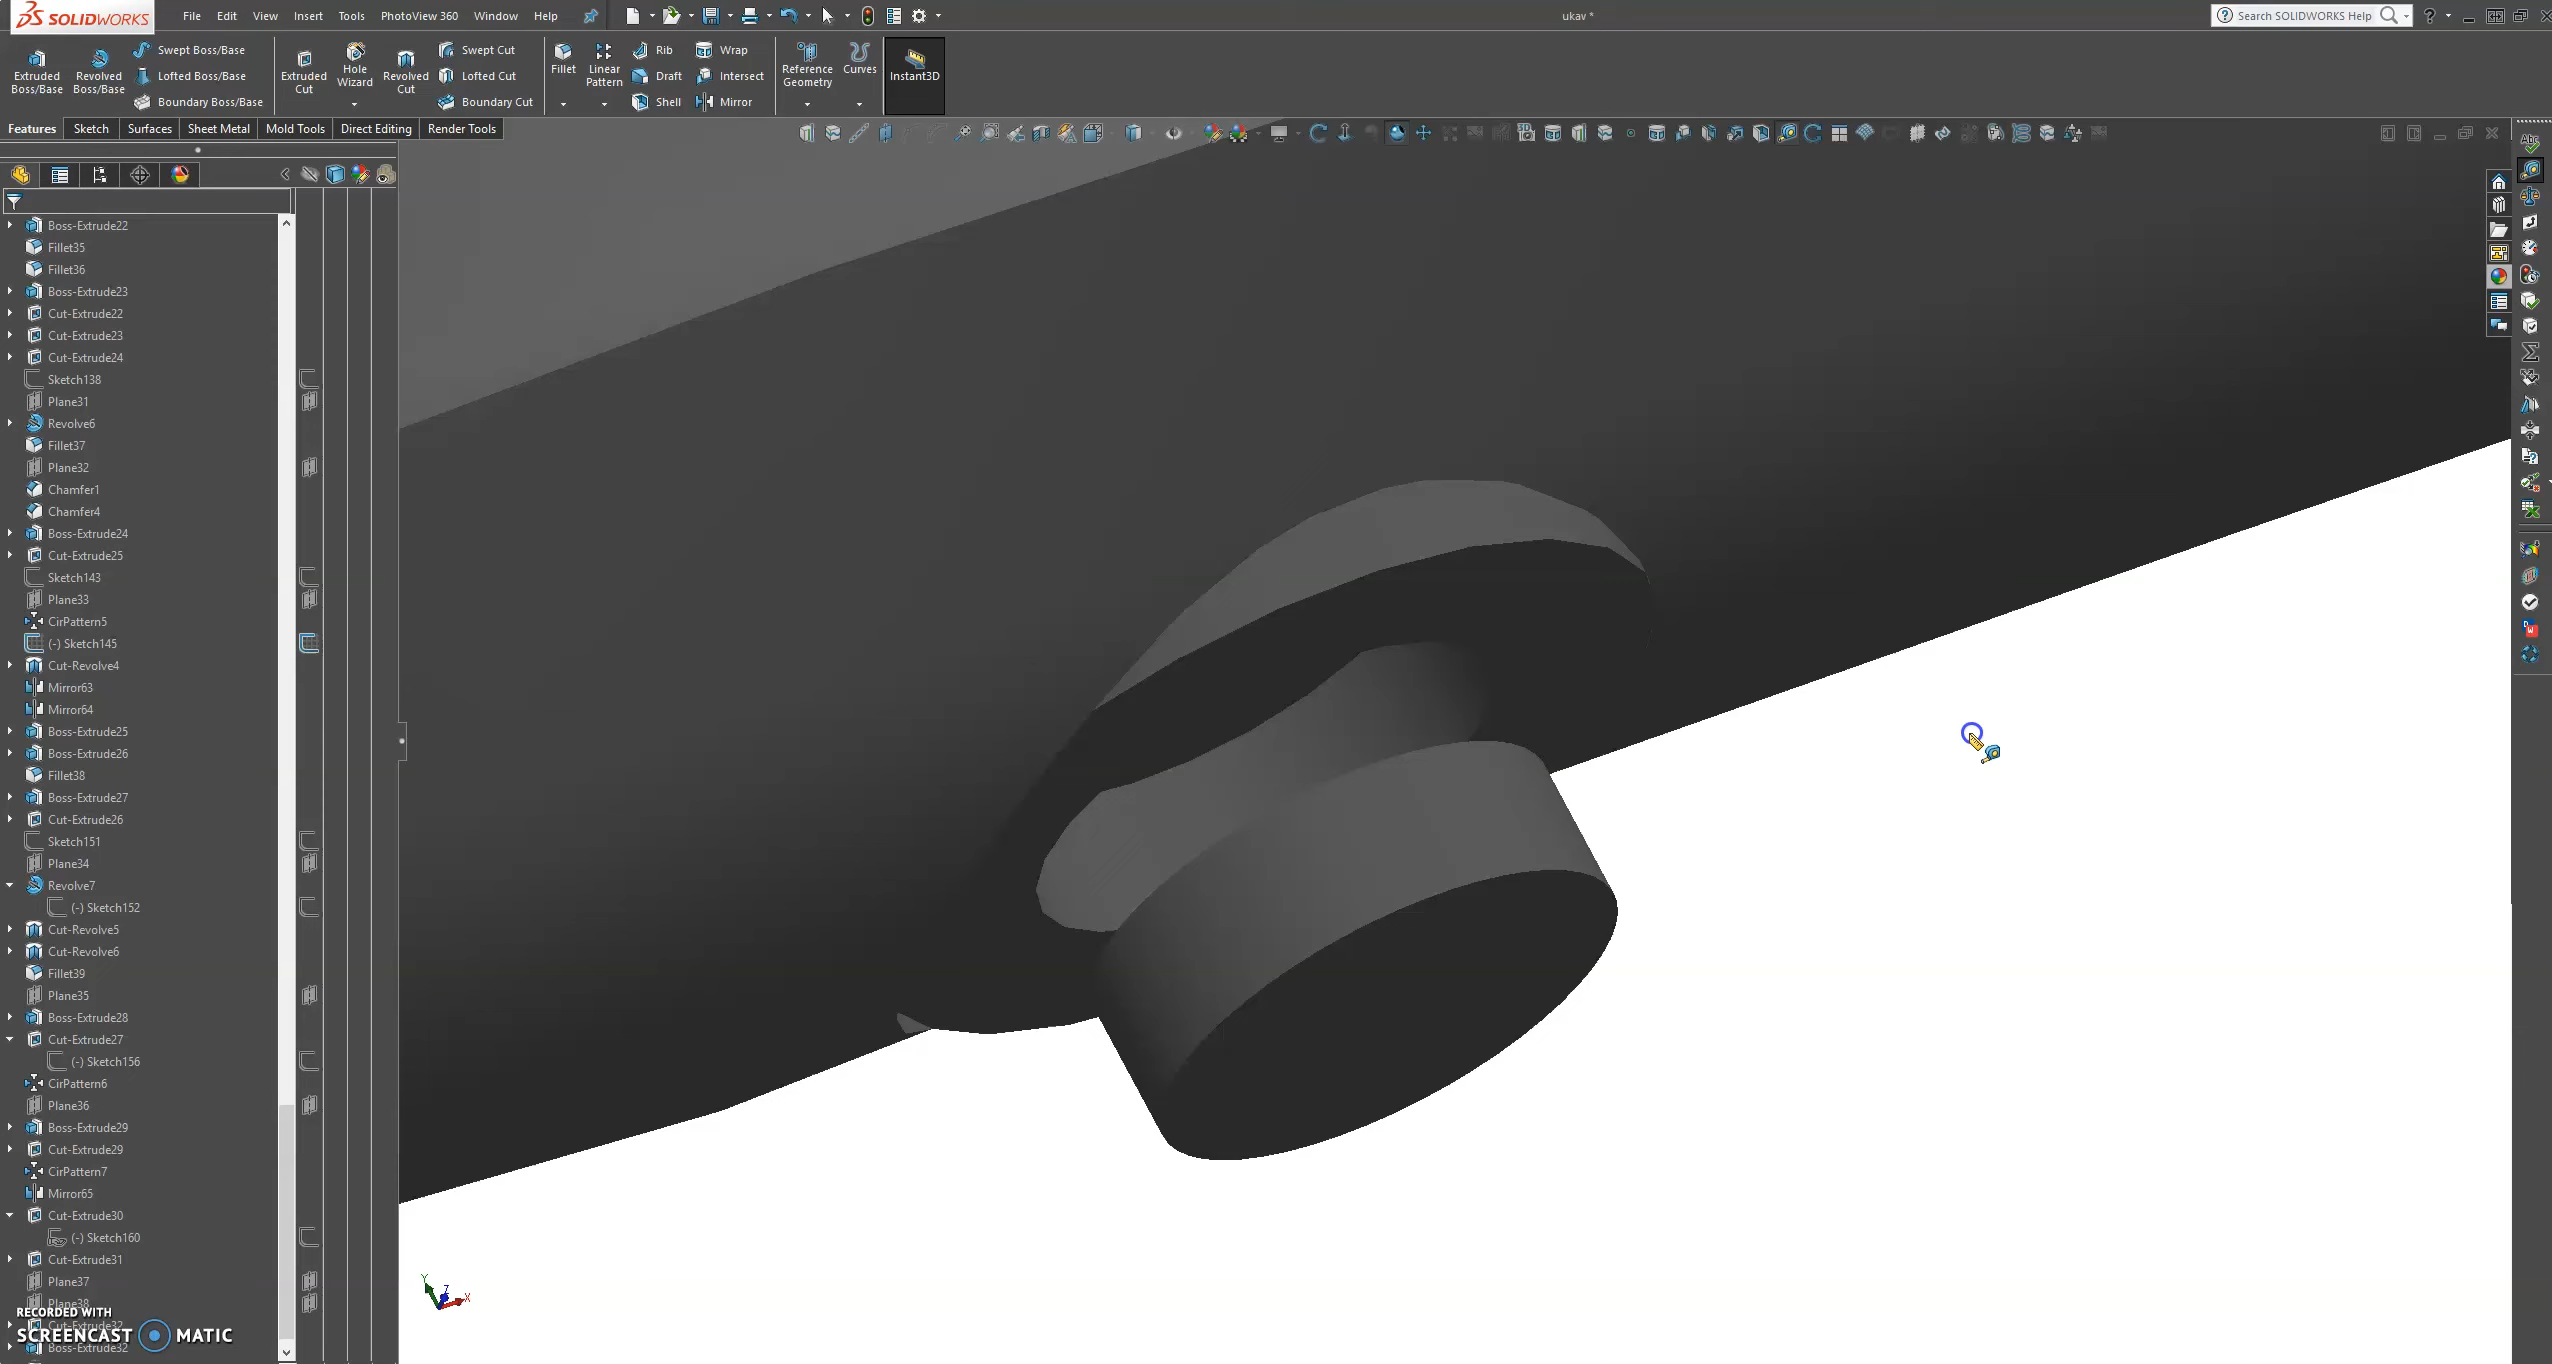 SOLIDWORKS File Edit View Insert Tools PhotoView 360 Window Help ukav * Search SOLIDWORKS Help
Extruded Boss/Base
Revolved Boss/Base
Swept Boss/Base
Lofted Boss/Base
Boundary Boss/Base
Extruded Cut
Hole Wizard
Revolved Cut
Swept Cut
Lofted Cut
Boundary Cut
Fillet
Linear Pattern
Rib
Draft
Shell
Wrap
Intersect
Mirror
Reference Geometry
Curves
Instant3D
Features Sketch Surfaces Sheet Metal Mold Tools Direct Editing Render Tools
Boss-Extrude22
Fillet35
Fillet36
Boss-Extrude23
Cut-Extrude22
Cut-Extrude23
Cut-Extrude24
Sketch138
Plane31
Revolve6
Fillet37
Plane32
Chamfer1
Chamfer4
Boss-Extrude24
Cut-Extrude25
Sketch143
Plane33
CirPattern5
(-) Sketch145
Cut-Revolve4
Mirror63
Mirror64
Boss-Extrude25
Boss-Extrude26
Fillet38
Boss-Extrude27
Cut-Extrude26
Sketch151
Plane34
Revolve7
(-) Sketch152
Cut-Revolve5
Cut-Revolve6
Fillet39
Plane35
Boss-Extrude28
Cut-Extrude27
(-) Sketch156
CirPattern6
Plane36
Boss-Extrude29
Cut-Extrude29
CirPattern7
Mirror65
Cut-Extrude30
(-) Sketch160
Cut-Extrude31
Plane37
Plane38
RECORDED WITH
Cut-Extrude32
SCREENCAST MATIC
Boss-Extrude32
Y Z X